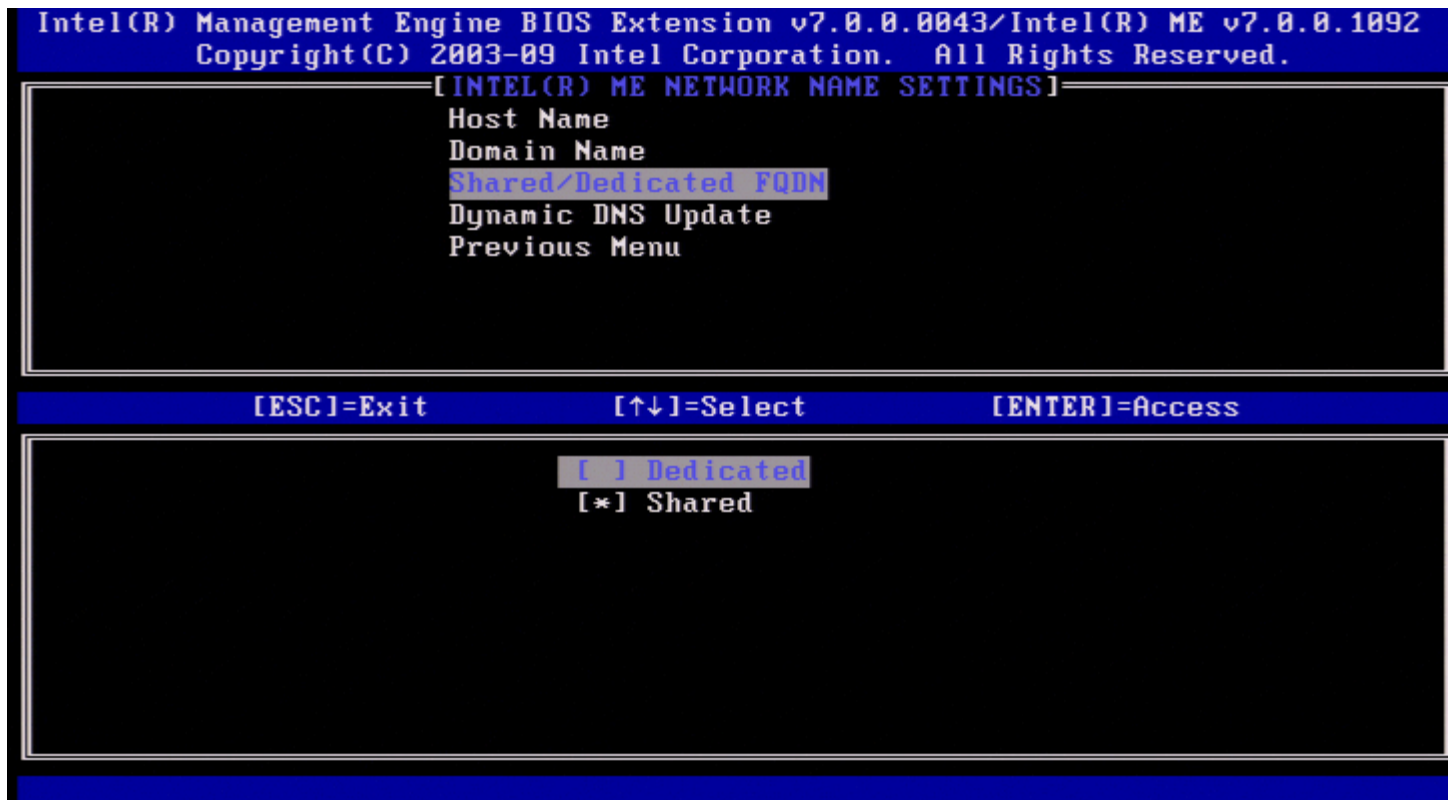 Intel(R) Management Engine BIOS Extension v7.0.0.0043/Intel(R) ME v7.0.0.1092
Copyright(C) 2003-09 Intel Corporation. All Rights Reserved.
[INTEL(R) ME NETWORK NAME SETTINGS]
Host Name
Domain Name
Shared/Dedicated FQDN
Dynamic DNS Update
Previous Menu
[ESC]=Exit [↑↓]=Select [ENTER]=Access
[ ] Dedicated
[*] Shared